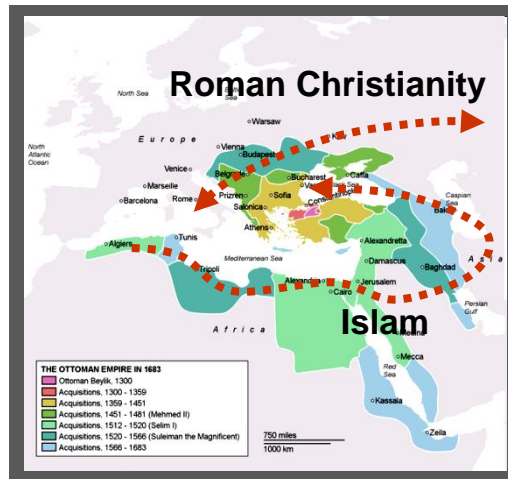 Roman Christianity
North Sea
Warsaw
North
Atlantic
Ocean
Europe
Vienna
Budapest
Venice
Belgrade
Bucharest
Caffa
Marseille
Prizren
Sofia
Barcelona
Rome
Constantinople
Caspian
Sea
Salonica
Athens
Algiers
Tunis
Alexandretta
Asia
Mediterranean Sea
Damascus
Baghdad
Tripoli
Alexandria
Jerusalem
Cairo
Persian
Gulf
Islam
Africa
Medina
Red
Sea
Mecca
Kassala
Zeila
THE OTTOMAN EMPIRE IN 1683
Ottoman Beylik, 1300
Acquisitions, 1300 - 1359
Acquisitions, 1359 - 1451
Acquisitions, 1451 - 1481 (Mehmed II)
Acquisitions, 1512 - 1520 (Selim I)
Acquisitions, 1520 - 1566 (Suleiman the Magnificent)
Acquisitions, 1566 - 1683
750 miles
1000 km